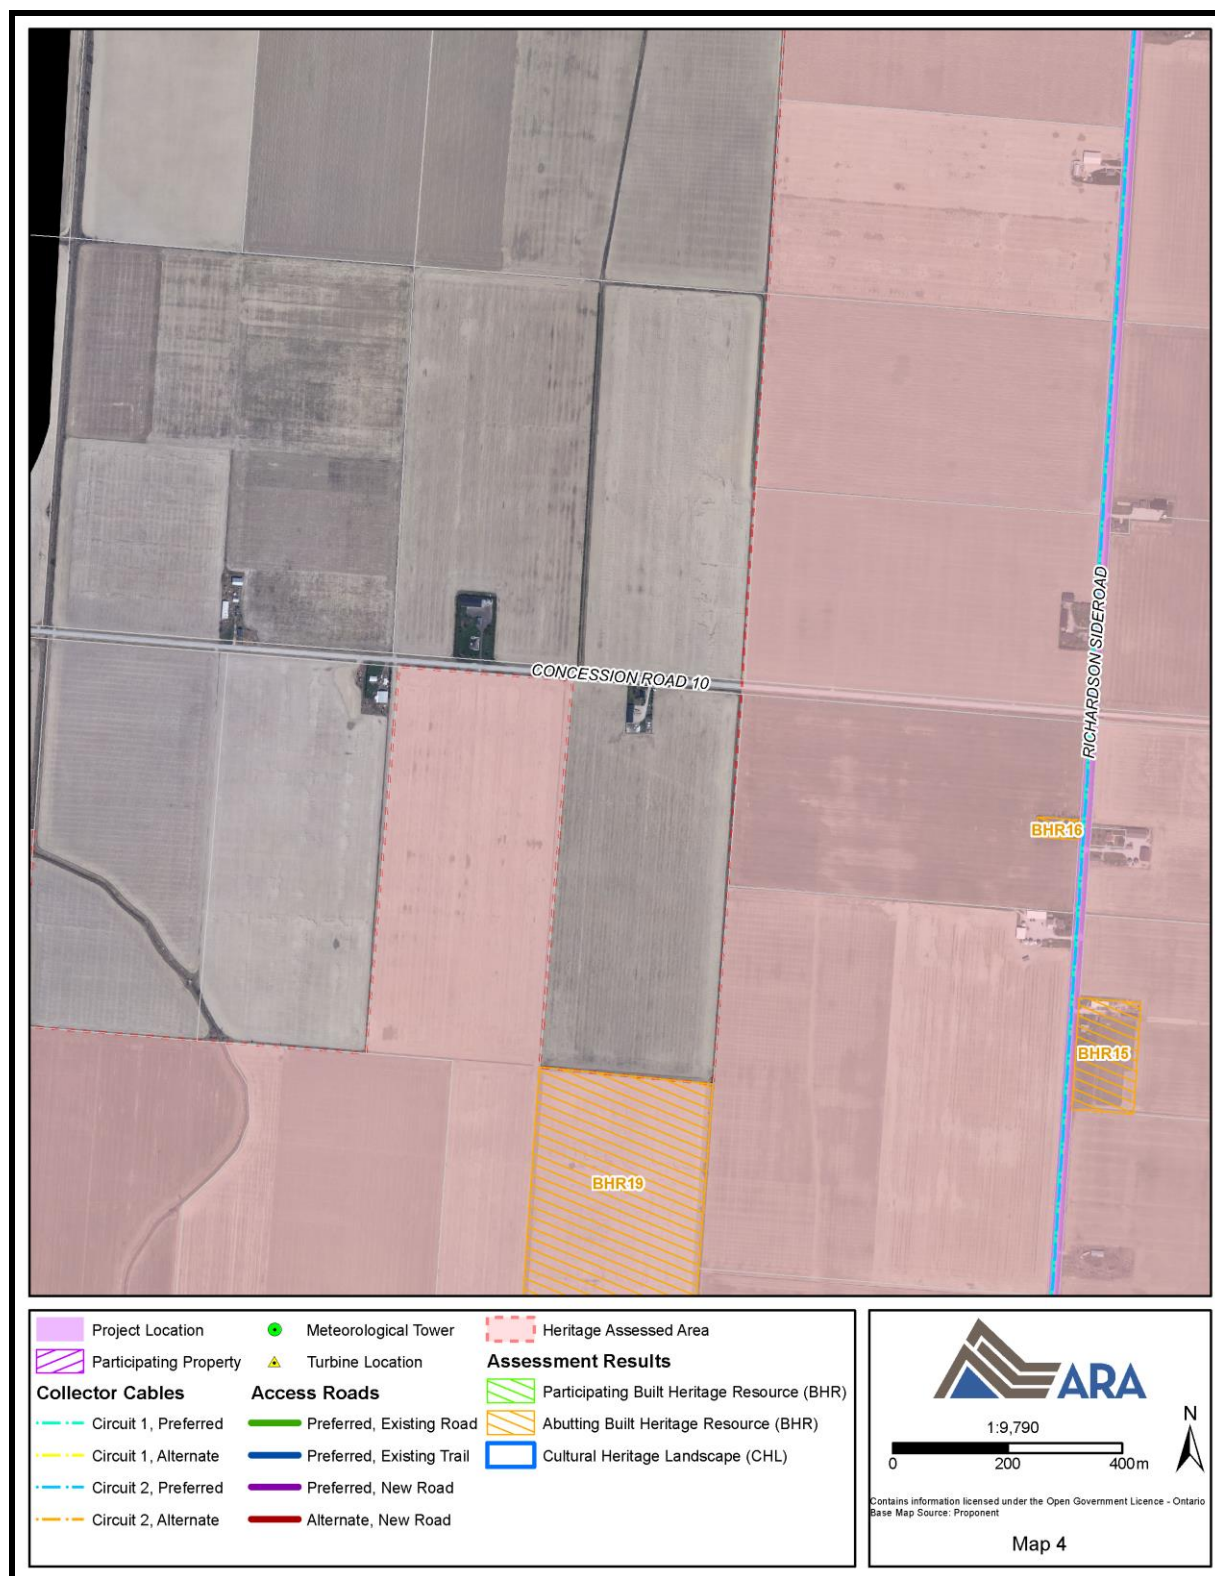 CONCESSION ROAD 10
RICHARDSON SIDEROAD
BHR16
BHR15
BHR19
Project Location
Participating Property
Collector Cables
Circuit 1, Preferred
Circuit 1, Alternate
Circuit 2, Preferred
Circuit 2, Alternate
Meteorological Tower
Turbine Location
Access Roads
Preferred, Existing Road
Preferred, Existing Trail
Preferred, New Road
Alternate, New Road
Heritage Assessed Area
Assessment Results
Participating Built Heritage Resource (BHR)
Abutting Built Heritage Resource (BHR)
Cultural Heritage Landscape (CHL)
ARA
1:9,790
N
0 200 400m
Contains information licensed under the Open Government Licence - Ontario
Base Map Source: Proponent
Map 4